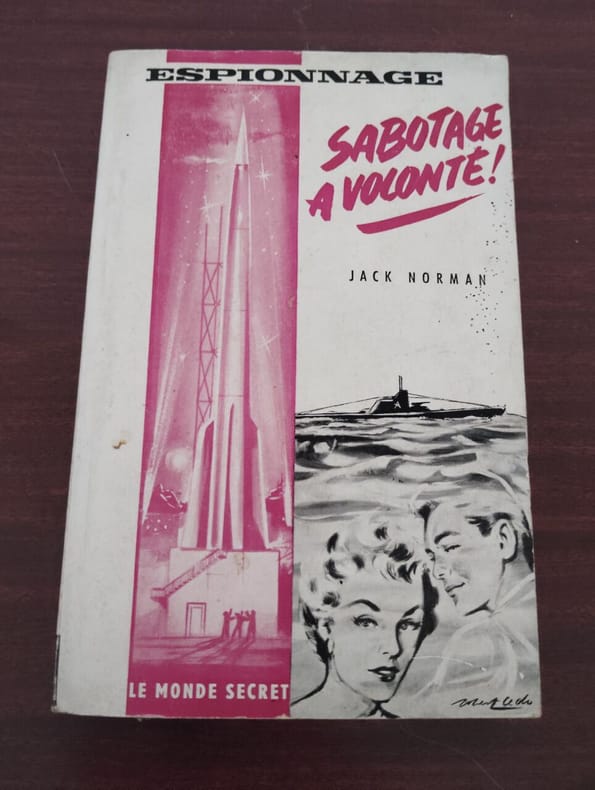 ESPIONNAGE
SABOTAGE
A VOLONTÉ!
JACK NORMAN
LE MONDE SECRET